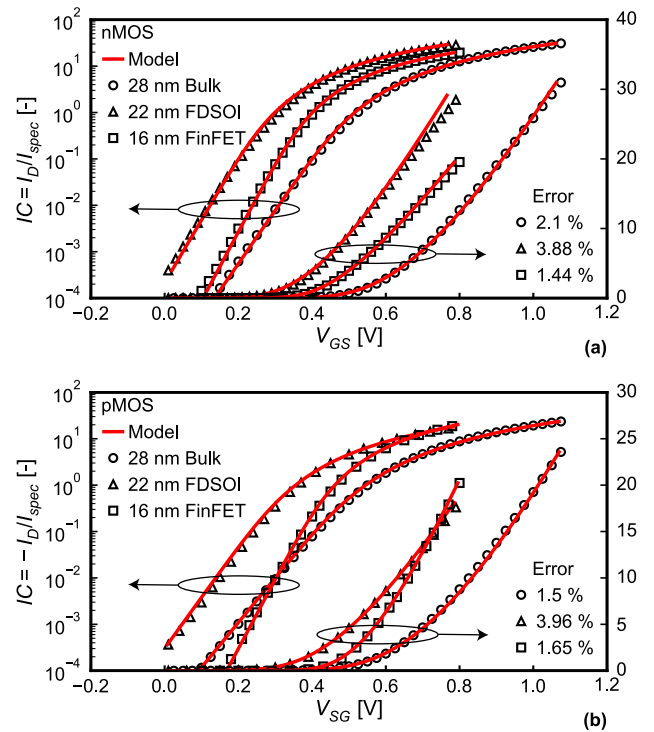 nMOS
Model
28 nm Bulk
22 nm FDSOI
16 nm FinFET
Error
2.1 %
3.88 %
1.44 %
IC = I_D/I_spec [-]
10^2
10^1
10^0
10^-1
10^-2
10^-3
10^-4
40
30
20
10
0
-0.2
0.0
0.2
0.4
0.6
0.8
1.0
1.2
V_GS [V]
(a)
pMOS
Model
28 nm Bulk
22 nm FDSOI
16 nm FinFET
Error
1.5 %
3.96 %
1.65 %
IC = - I_D/I_spec [-]
10^2
10^1
10^0
10^-1
10^-2
10^-3
10^-4
30
25
20
15
10
5
0
-0.2
0.0
0.2
0.4
0.6
0.8
1.0
1.2
V_SG [V]
(b)